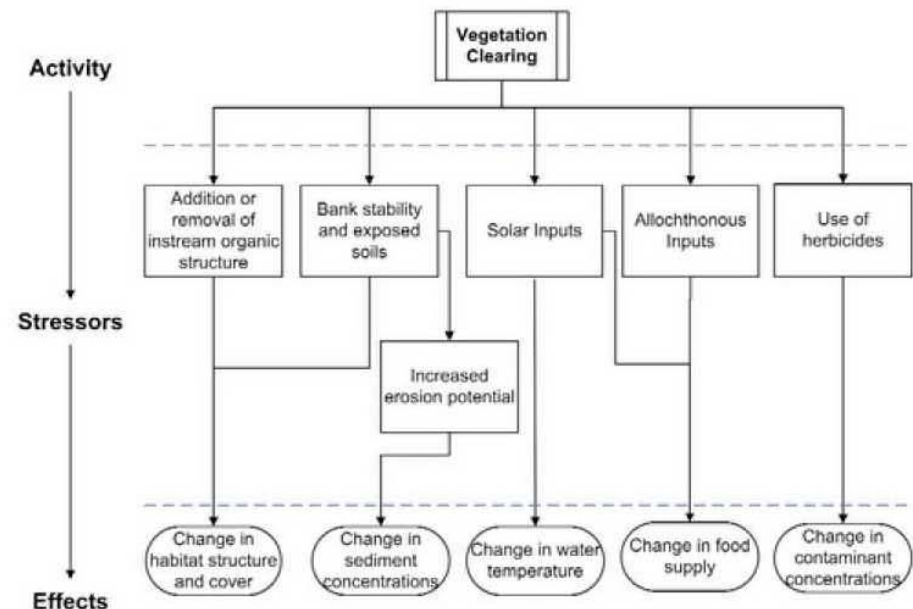 Vegetation
Clearing
Activity
Addition or
removal of
instream organic
structure
Bank stability
and exposed
soils
Solar Inputs
Allochthonous
Inputs
Use of
herbicides
Stressors
Increased
erosion potential
Change in
habitat structure
and cover
Change in
sediment
concentrations
Change in water
temperature
Change in food
supply
Change in
contaminant
concentrations
Effects